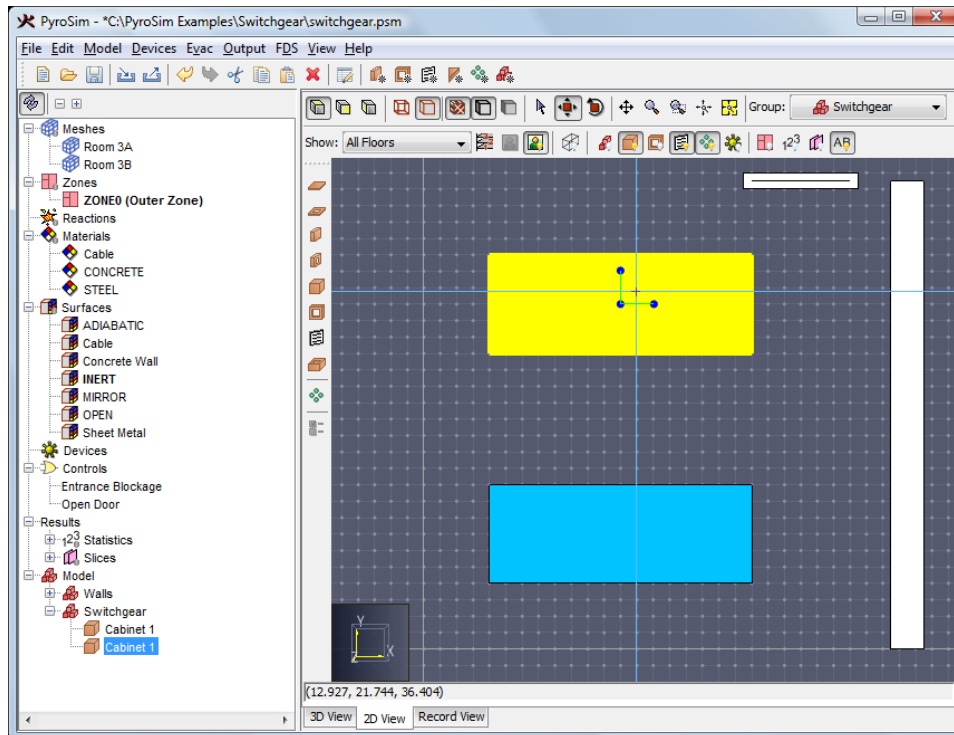 PyroSim - *C:\PyroSim Examples\Switchgear\switchgear.psm
File Edit Model Devices Evac Output FDS View Help
Group: Switchgear
Show: All Floors
123
AB
Meshes
Room 3A
Room 3B
Zones
ZONE0 (Outer Zone)
Reactions
Materials
Cable
CONCRETE
STEEL
Surfaces
ADIABATIC
Cable
Concrete Wall
INERT
MIRROR
OPEN
Sheet Metal
Devices
Controls
Entrance Blockage
Open Door
Results
123 Statistics
Slices
Model
Walls
Switchgear
Cabinet 1
Cabinet 1
Y
Z
X
(12.927, 21.744, 36.404)
3D View 2D View Record View